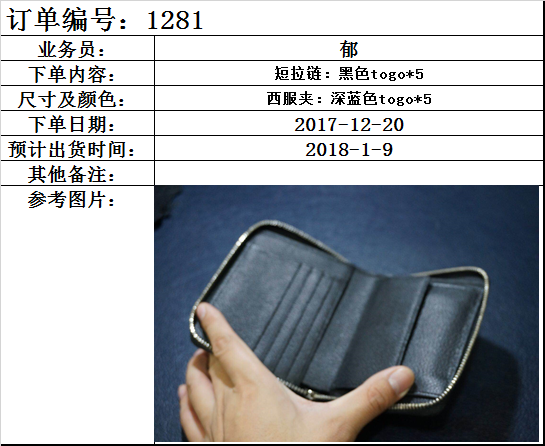 订单编号：1281
业务员： 郁
下单内容： 短拉链：黑色togo*5
尺寸及颜色： 西服夹：深蓝色togo*5
下单日期： 2017-12-20
预计出货时间： 2018-1-9
其他备注：
参考图片：